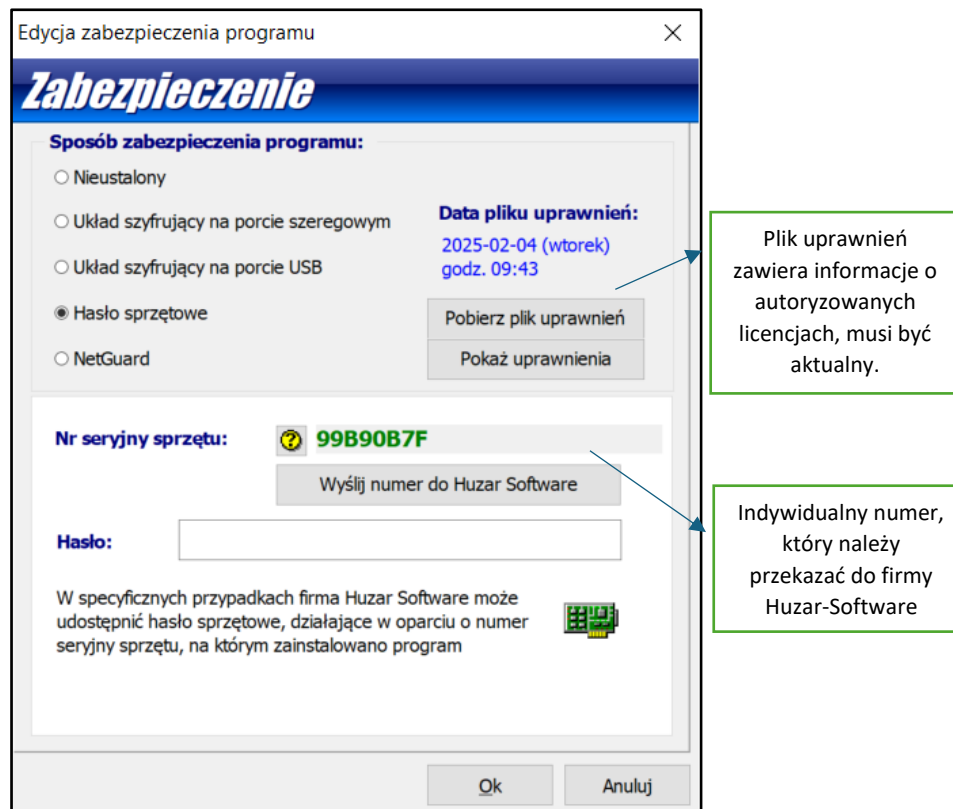 Edycja zabezpieczenia programu
Zabezpieczenie
Sposób zabezpieczenia programu:
Nieustalony
Układ szyfrujący na porcie szeregowym
Układ szyfrujący na porcie USB
Hasło sprzętowe
NetGuard
Data pliku uprawnień:
2025-02-04 (wtorek)
godz. 09:43
Pobierz plik uprawnień
Pokaż uprawnienia
Plik uprawnień
zawiera informacje o
autoryzowanych
licencjach, musi być
aktualny.
Nr seryjny sprzętu:
99B90B7F
Wyślij numer do Huzar Software
Indywidualny numer,
który należy
przekazać do firmy
Huzar-Software
Hasło:
W specyficznych przypadkach firma Huzar Software może
udostępnić hasło sprzętowe, działające w oparciu o numer
seryjny sprzętu, na którym zainstalowano program
Ok
Anuluj